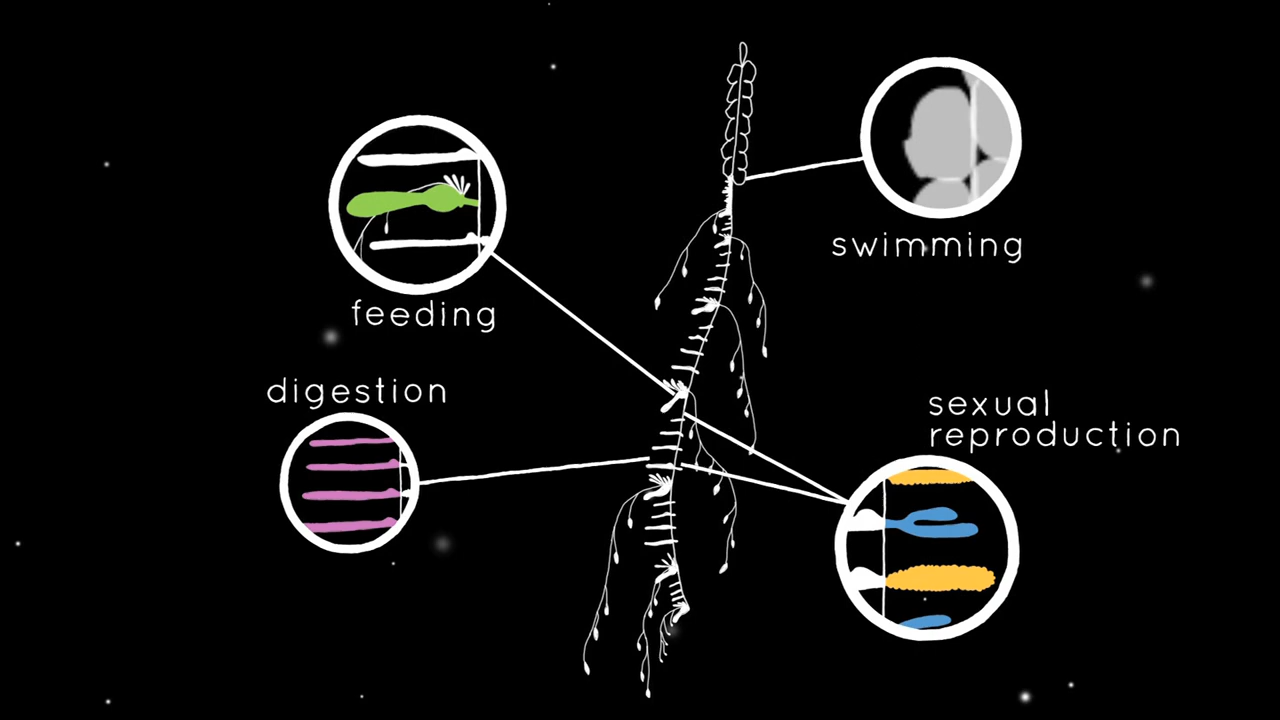 swimming
feeding
digestion
sexual
reproduction